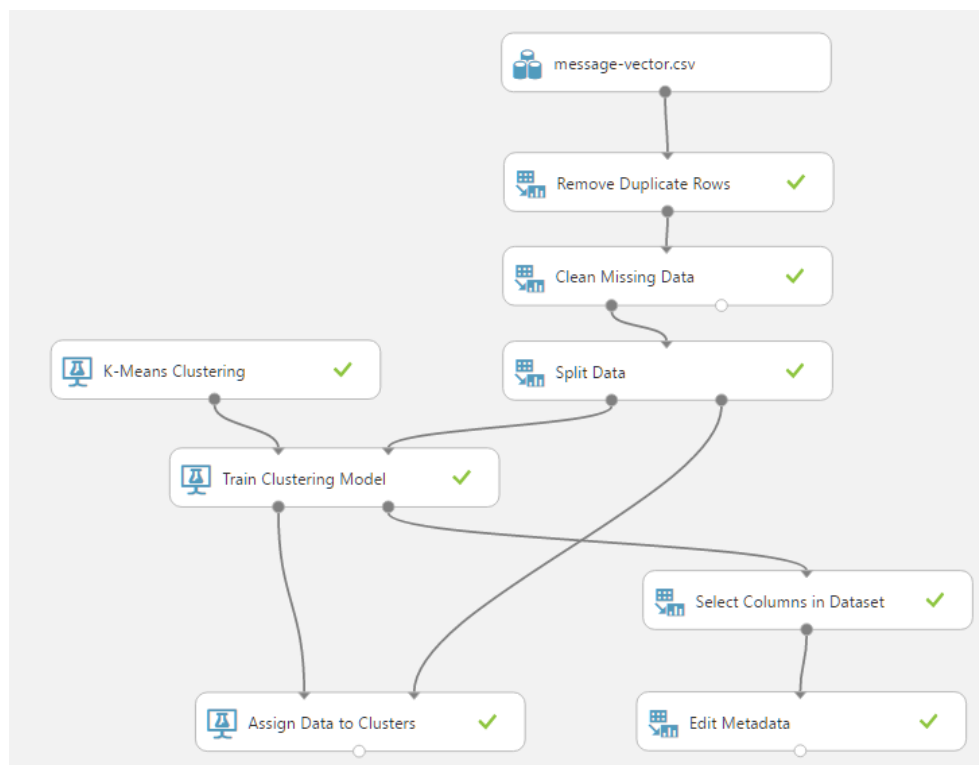 message-vector.csv
Remove Duplicate Rows
Clean Missing Data
K-Means Clustering
Split Data
Train Clustering Model
Select Columns in Dataset
Assign Data to Clusters
Edit Metadata